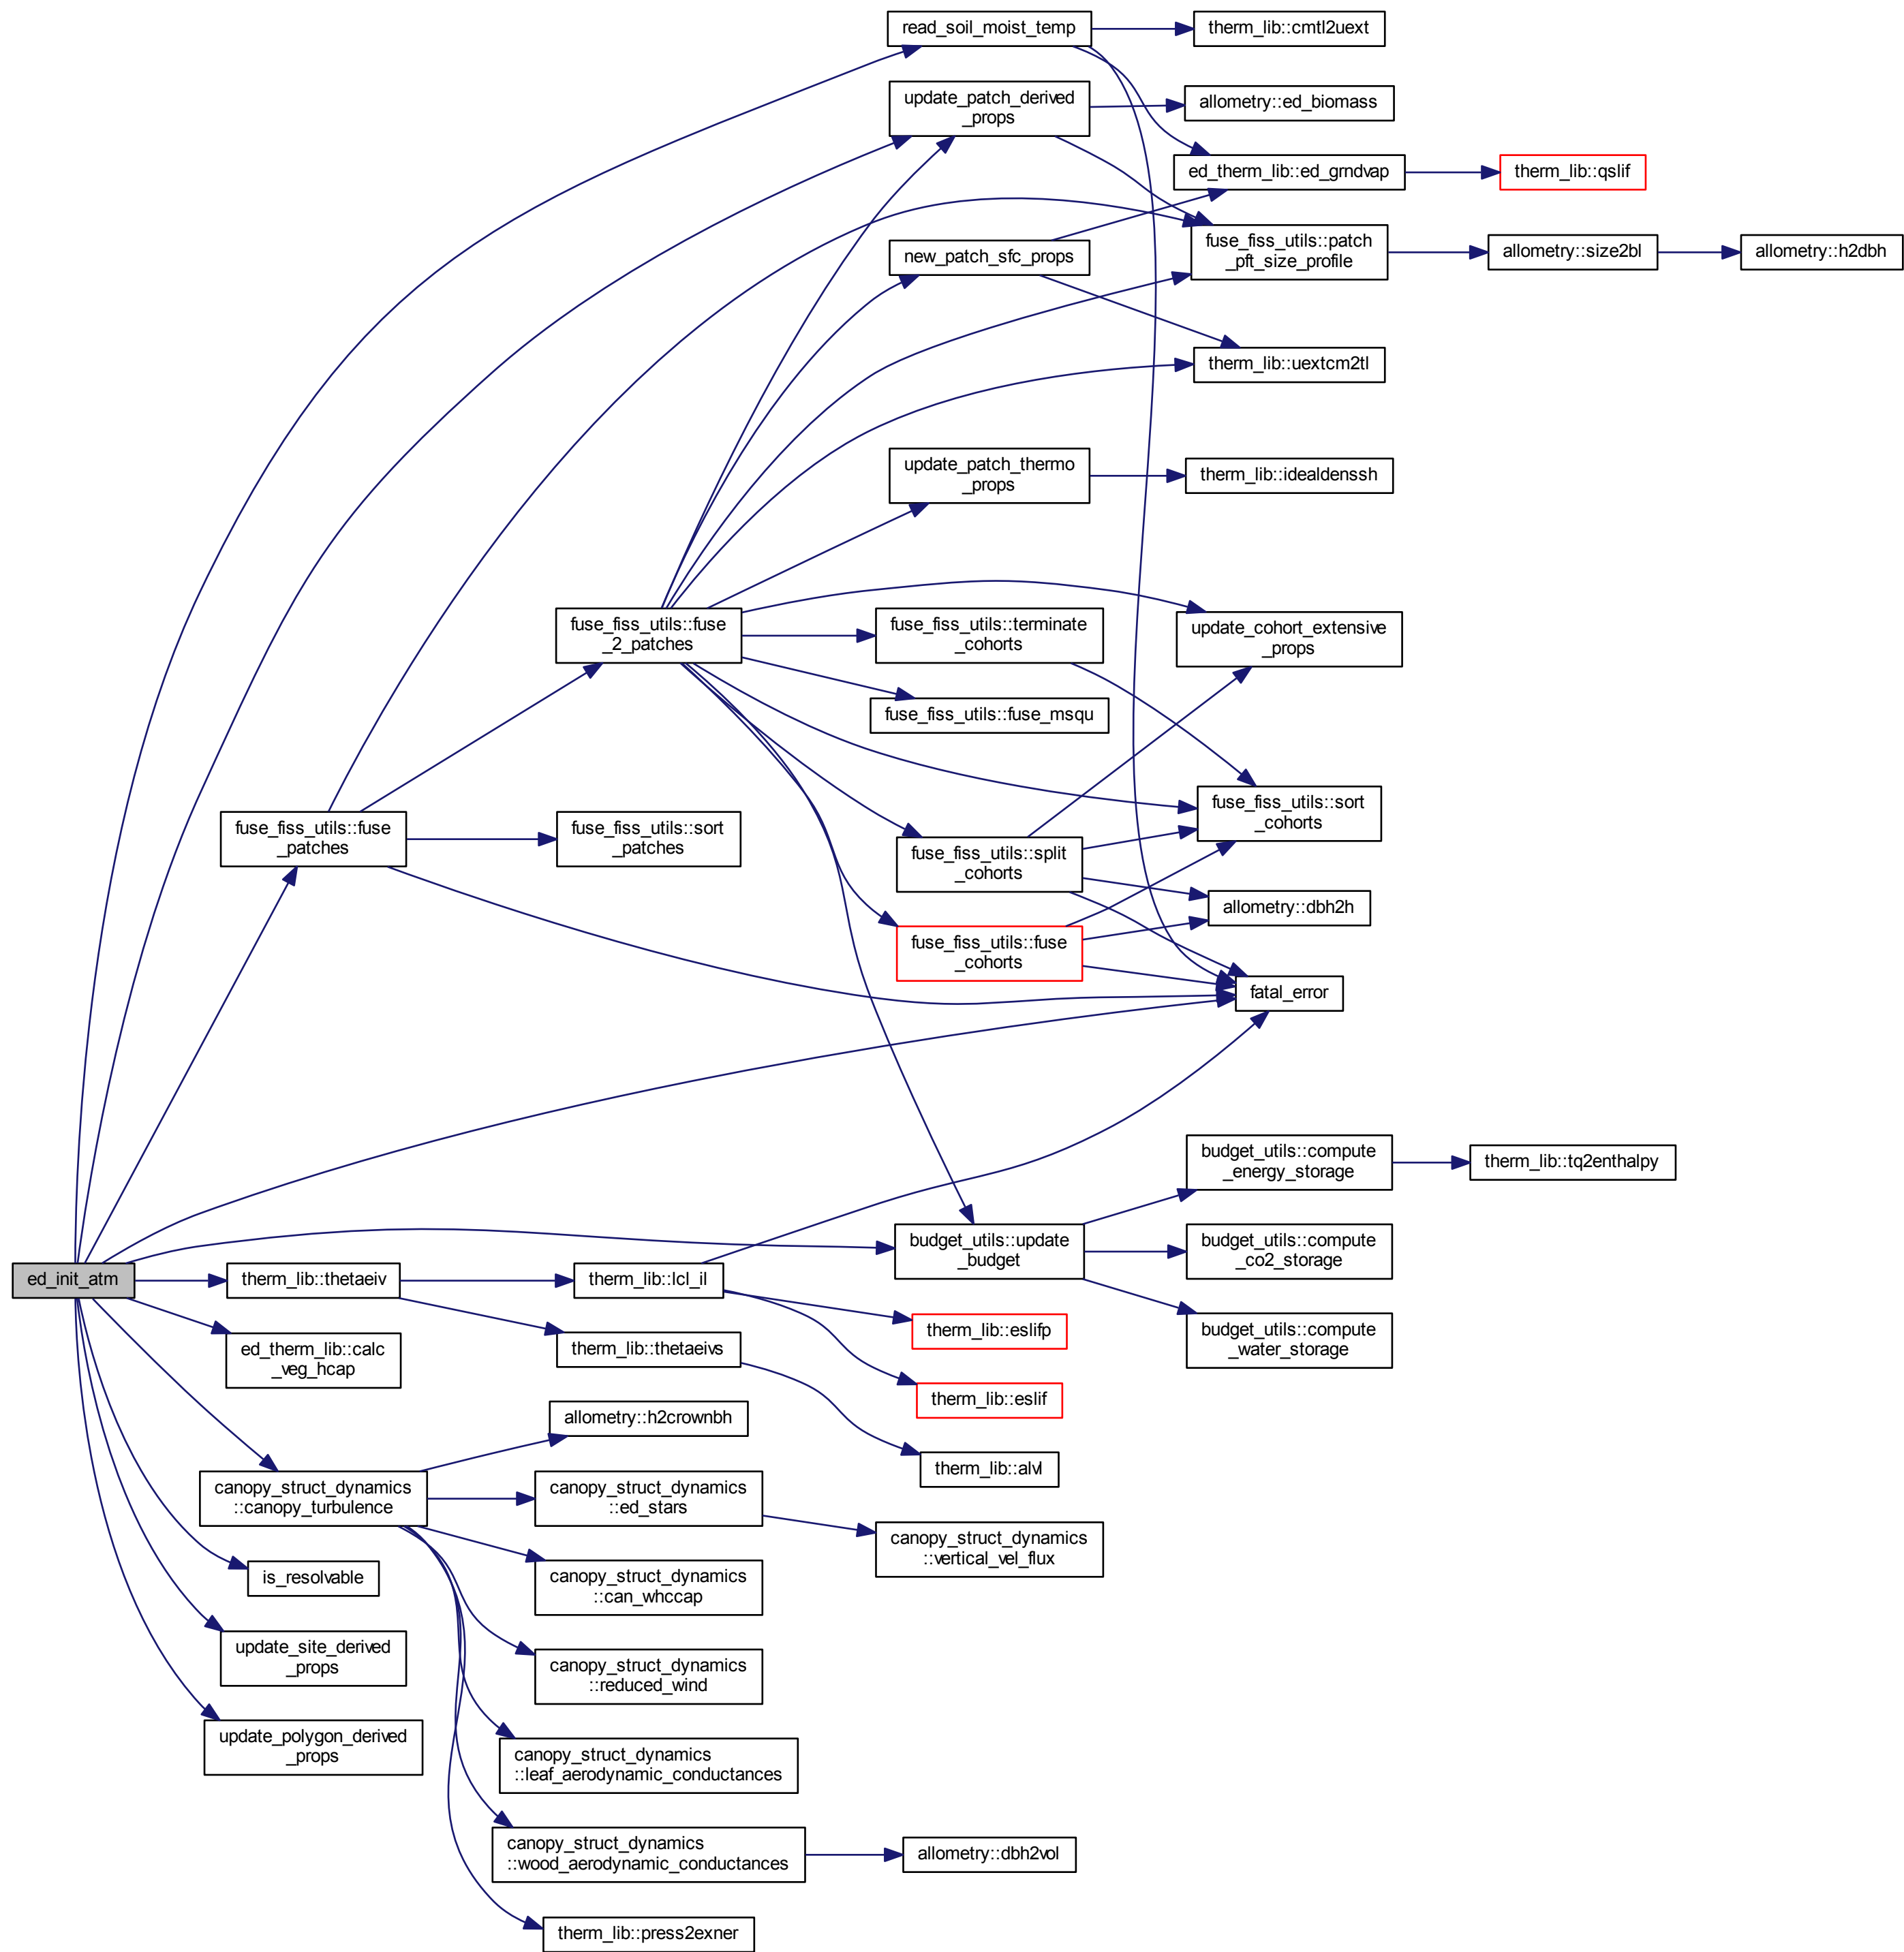 read_soil_moist_temp
therm_lib::cmtl2uext
update_patch_derived
_props
allometry::ed_biomass
ed_therm_lib::ed_grndvap
therm_lib::qslif
new_patch_sfc_props
fuse_fiss_utils::patch
_pft_size_profile
allometry::size2bl
allometry::h2dbh
therm_lib::uextcm2tl
update_patch_thermo
_props
therm_lib::idealdenssh
fuse_fiss_utils::fuse
_2_patches
fuse_fiss_utils::terminate
_cohorts
update_cohort_extensive
_props
fuse_fiss_utils::fuse_msqu
fuse_fiss_utils::fuse
_patches
fuse_fiss_utils::sort
_patches
fuse_fiss_utils::split
_cohorts
fuse_fiss_utils::sort
_cohorts
allometry::dbh2h
fuse_fiss_utils::fuse
_cohorts
fatal_error
budget_utils::compute
_energy_storage
therm_lib::tq2enthalpy
ed_init_atm
therm_lib::thetaeiv
therm_lib::lcl_il
budget_utils::update
_budget
budget_utils::compute
_co2_storage
ed_therm_lib::calc
_veg_hcap
therm_lib::thetaeivs
therm_lib::eslifp
budget_utils::compute
_water_storage
therm_lib::eslif
allometry::h2crownbh
therm_lib::alvl
canopy_struct_dynamics
::canopy_turbulence
canopy_struct_dynamics
::ed_stars
canopy_struct_dynamics
::vertical_vel_flux
is_resolvable
canopy_struct_dynamics
::can_whccap
update_site_derived
_props
canopy_struct_dynamics
::reduced_wind
update_polygon_derived
_props
canopy_struct_dynamics
::leaf_aerodynamic_conductances
canopy_struct_dynamics
::wood_aerodynamic_conductances
allometry::dbh2vol
therm_lib::press2exner